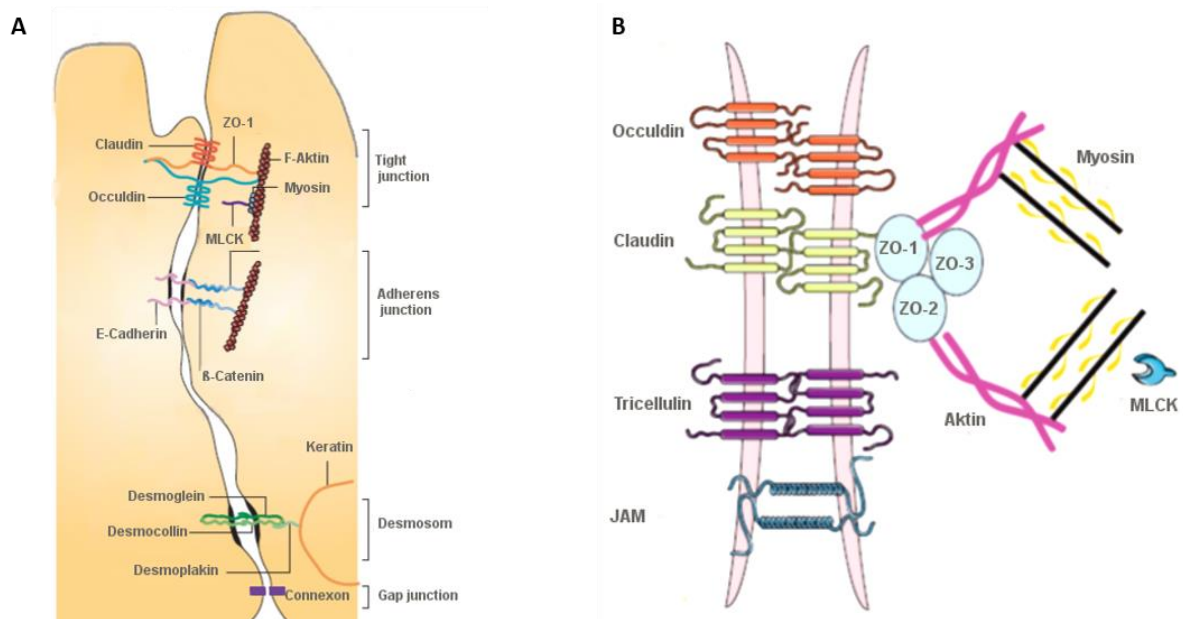 A
Claudin
ZO-1
F-Aktin
Tight
junction
Myosin
Occuldin
MLCK
Adherens
junction
E-Cadherin
ß-Catenin
Keratin
Desmoglein
Desmocollin
Desmosom
Desmoplakin
Connexon
Gap junction
B
Occuldin
Myosin
Claudin
ZO-1
ZO-3
ZO-2
Tricellulin
Aktin
MLCK
JAM